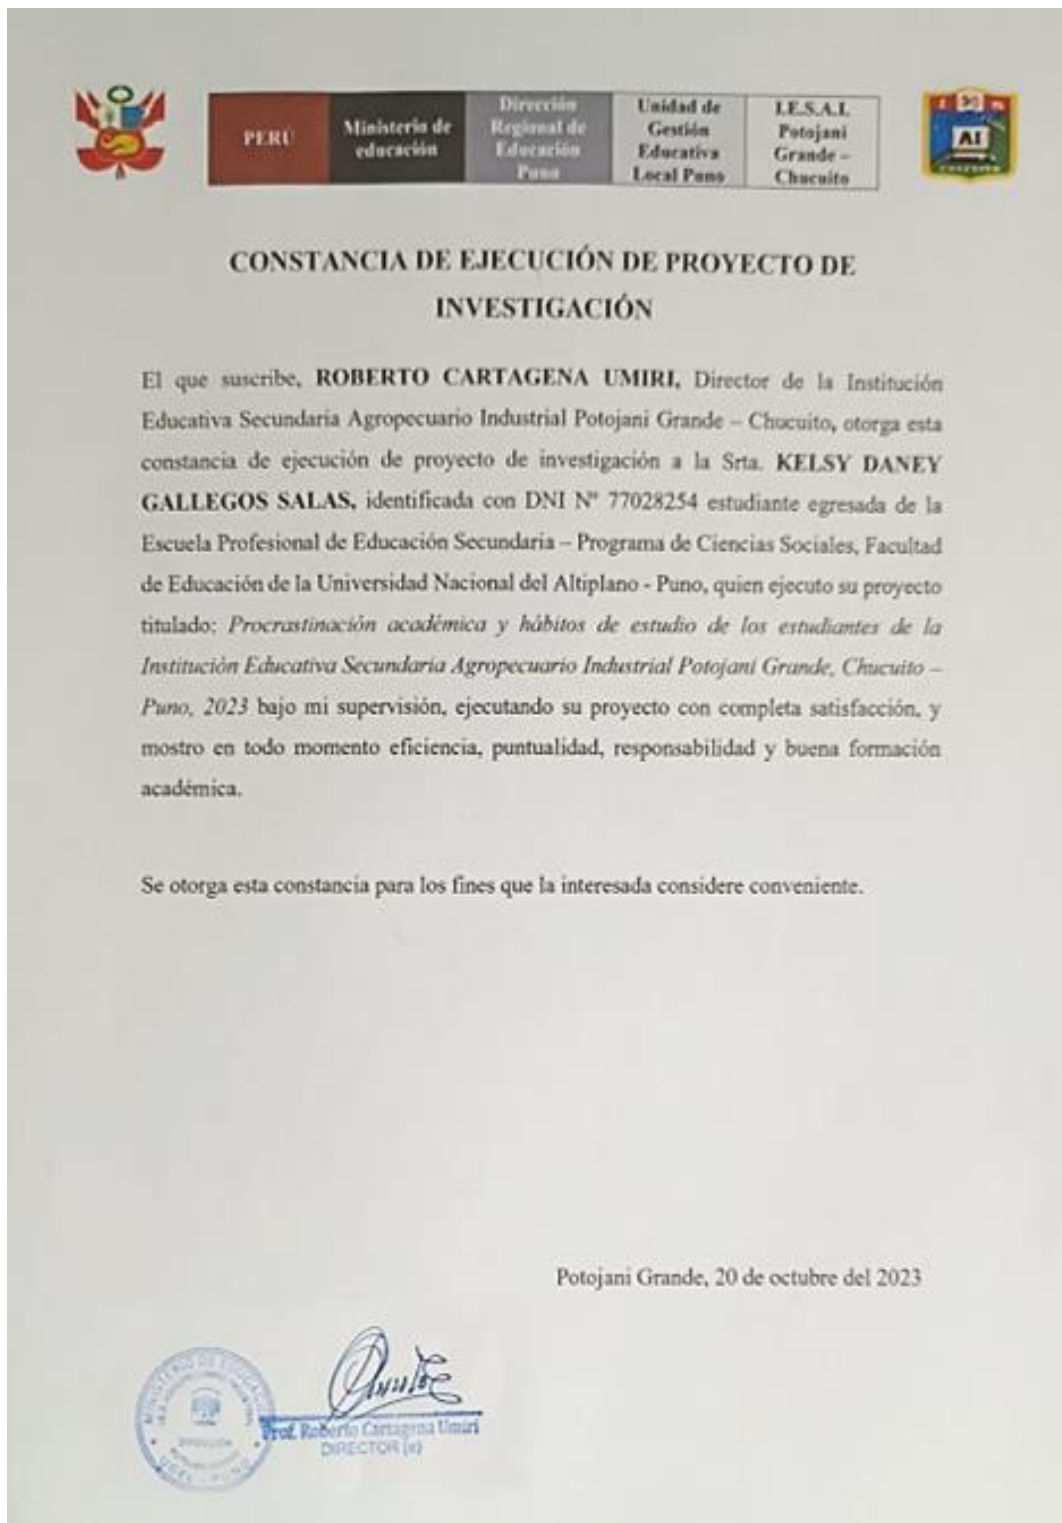 PERÚ
Ministerio de
educación
Dirección
Regional de
Educación
Puno
Unidad de
Gestión
Educativa
Local Puno
I.E.S.A.I.
Potojani
Grande –
Chucuito
AI
CONSTANCIA DE EJECUCIÓN DE PROYECTO DE
INVESTIGACIÓN
El que suscribe, ROBERTO CARTAGENA UMIRI, Director de la Institución
Educativa Secundaria Agropecuario Industrial Potojani Grande – Chucuito, otorga esta
constancia de ejecución de proyecto de investigación a la Srta. KELSY DANEY
GALLEGOS SALAS, identificada con DNI Nº 77028254 estudiante egresada de la
Escuela Profesional de Educación Secundaria – Programa de Ciencias Sociales, Facultad
de Educación de la Universidad Nacional del Altiplano - Puno, quien ejecuto su proyecto
titulado: Procrastinación académica y hábitos de estudio de los estudiantes de la
Institución Educativa Secundaria Agropecuario Industrial Potojani Grande, Chucuito –
Puno, 2023 bajo mi supervisión, ejecutando su proyecto con completa satisfacción, y
mostro en todo momento eficiencia, puntualidad, responsabilidad y buena formación
académica.
Se otorga esta constancia para los fines que la interesada considere conveniente.
Potojani Grande, 20 de octubre del 2023
MINISTERIO DE EDUCACIÓN
DIRECCIÓN
UGEL - PUNO
Prof. Roberto Cartagena Umiri
DIRECTOR (e)